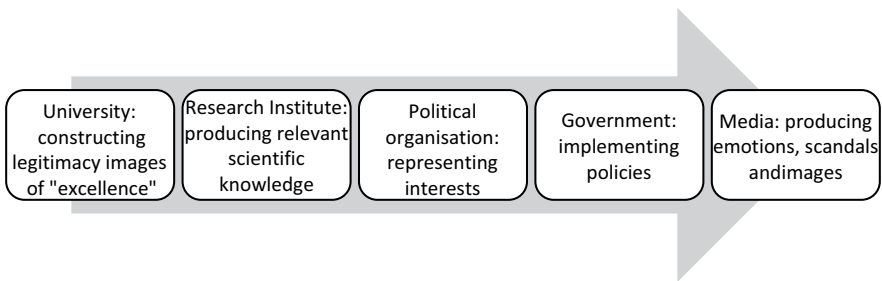 University:
constructing
legitimacy images
of "excellence"
Research Institute:
producing relevant
scientific
knowledge
Political
organisation:
representing
interests
Government:
implementing
policies
Media: producing
emotions, scandals
andimages